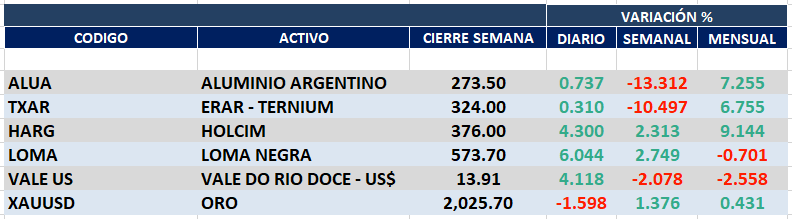 VARIACIÓN %
CODIGO ACTIVO CIERRE SEMANA DIARIO SEMANAL MENSUAL
ALUA ALUMINIO ARGENTINO 273.50 0.737 -13.312 7.255
TXAR ERAR - TERNIUM 324.00 0.310 -10.497 6.755
HARG HOLCIM 376.00 4.300 2.313 9.144
LOMA LOMA NEGRA 573.70 6.044 2.749 -0.701
VALE US VALE DO RIO DOCE - US$ 13.91 4.118 -2.078 -2.558
XAUUSD ORO 2,025.70 -1.598 1.376 0.431